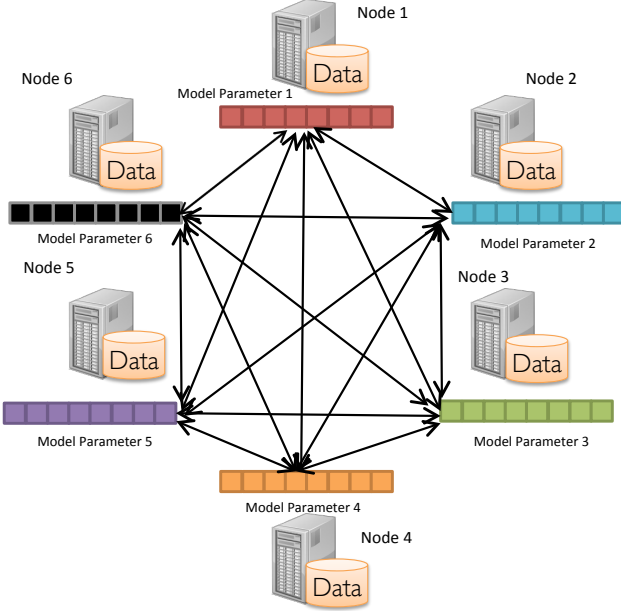 Node 1
Data
Model Parameter 1
Node 6
Data
Model Parameter 6
Node 2
Data
Model Parameter 2
Node 5
Data
Model Parameter 5
Node 3
Data
Model Parameter 3
Model Parameter 4
Node 4
Data